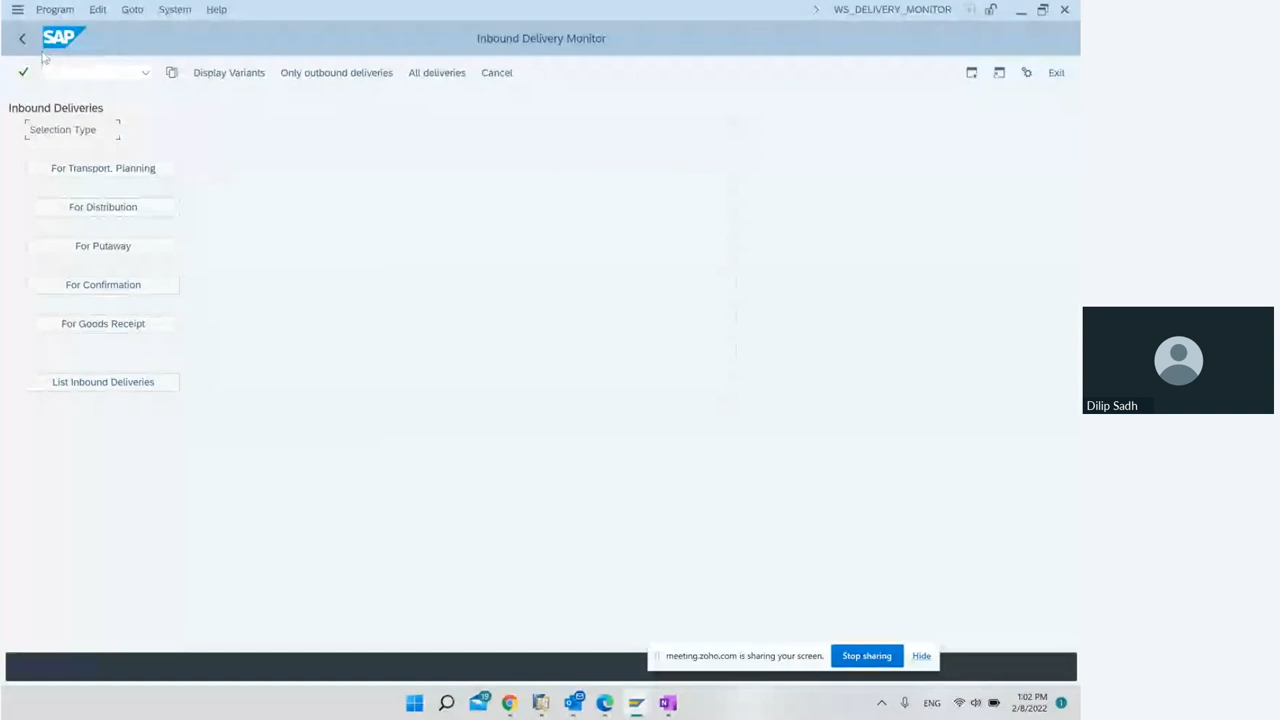 Program Edit Goto System Help
WS_DELIVERY_MONITOR
SAP
Inbound Delivery Monitor
Display Variants Only outbound deliveries All deliveries Cancel
Exit
Inbound Deliveries
Selection Type
For Transport. Planning
For Distribution
For Putaway
For Confirmation
For Goods Receipt
List Inbound Deliveries
Dilip Sadh
meeting.zoho.com is sharing your screen. Stop sharing Hide
19
ENG
1:02 PM
2/8/2022
1